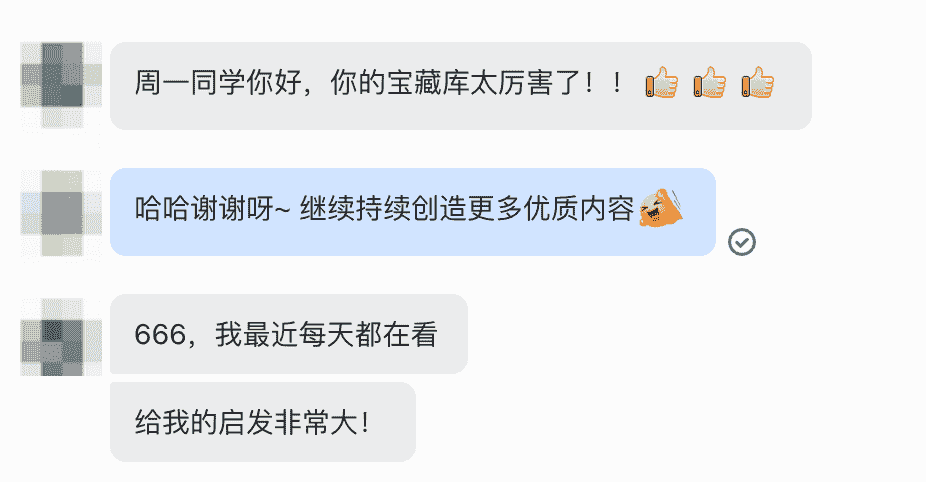 周一同学你好，你的宝藏库太厉害了！！👍👍👍
哈哈谢谢呀~ 继续持续创造更多优质内容
666，我最近每天都在看
给我的启发非常大！